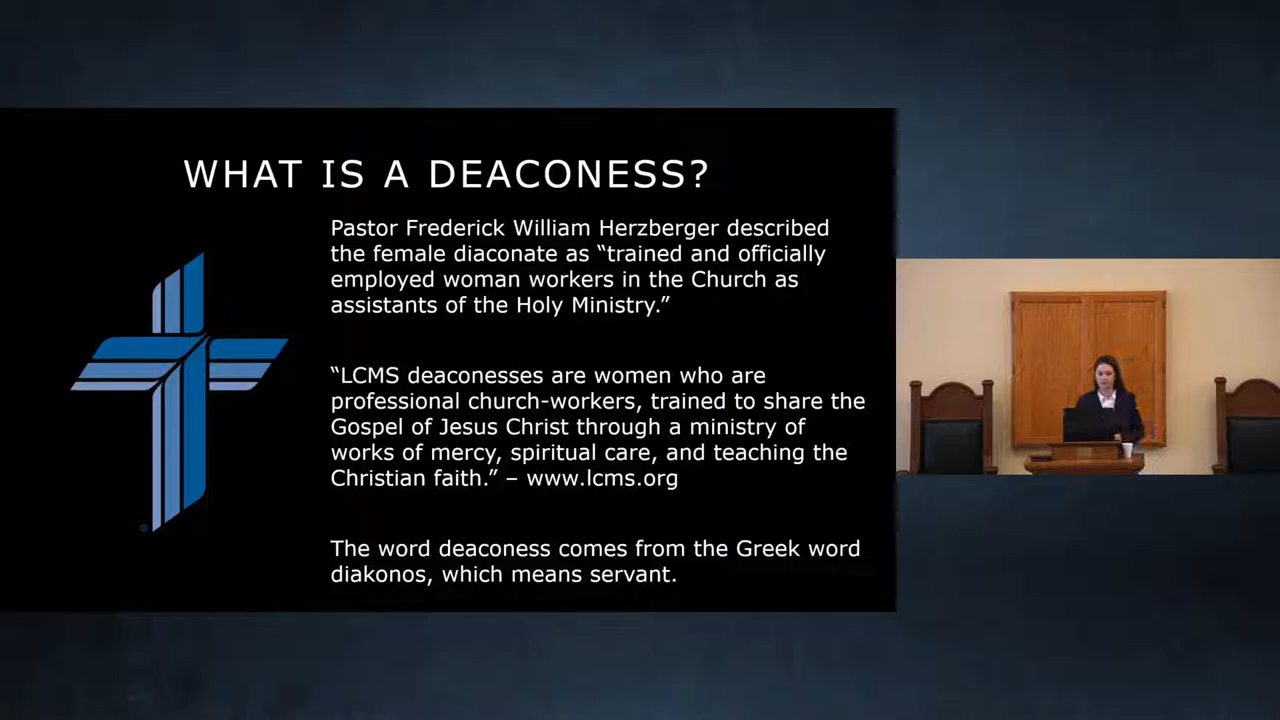 WHAT IS A DEACONESS?
Pastor Frederick William Herzberger described
the female diaconate as “trained and officially
employed woman workers in the Church as
assistants of the Holy Ministry.”
“LCMS deaconesses are women who are
professional church-workers, trained to share the
Gospel of Jesus Christ through a ministry of
works of mercy, spiritual care, and teaching the
Christian faith.” – www.lcms.org
The word deaconess comes from the Greek word
diakonos, which means servant.